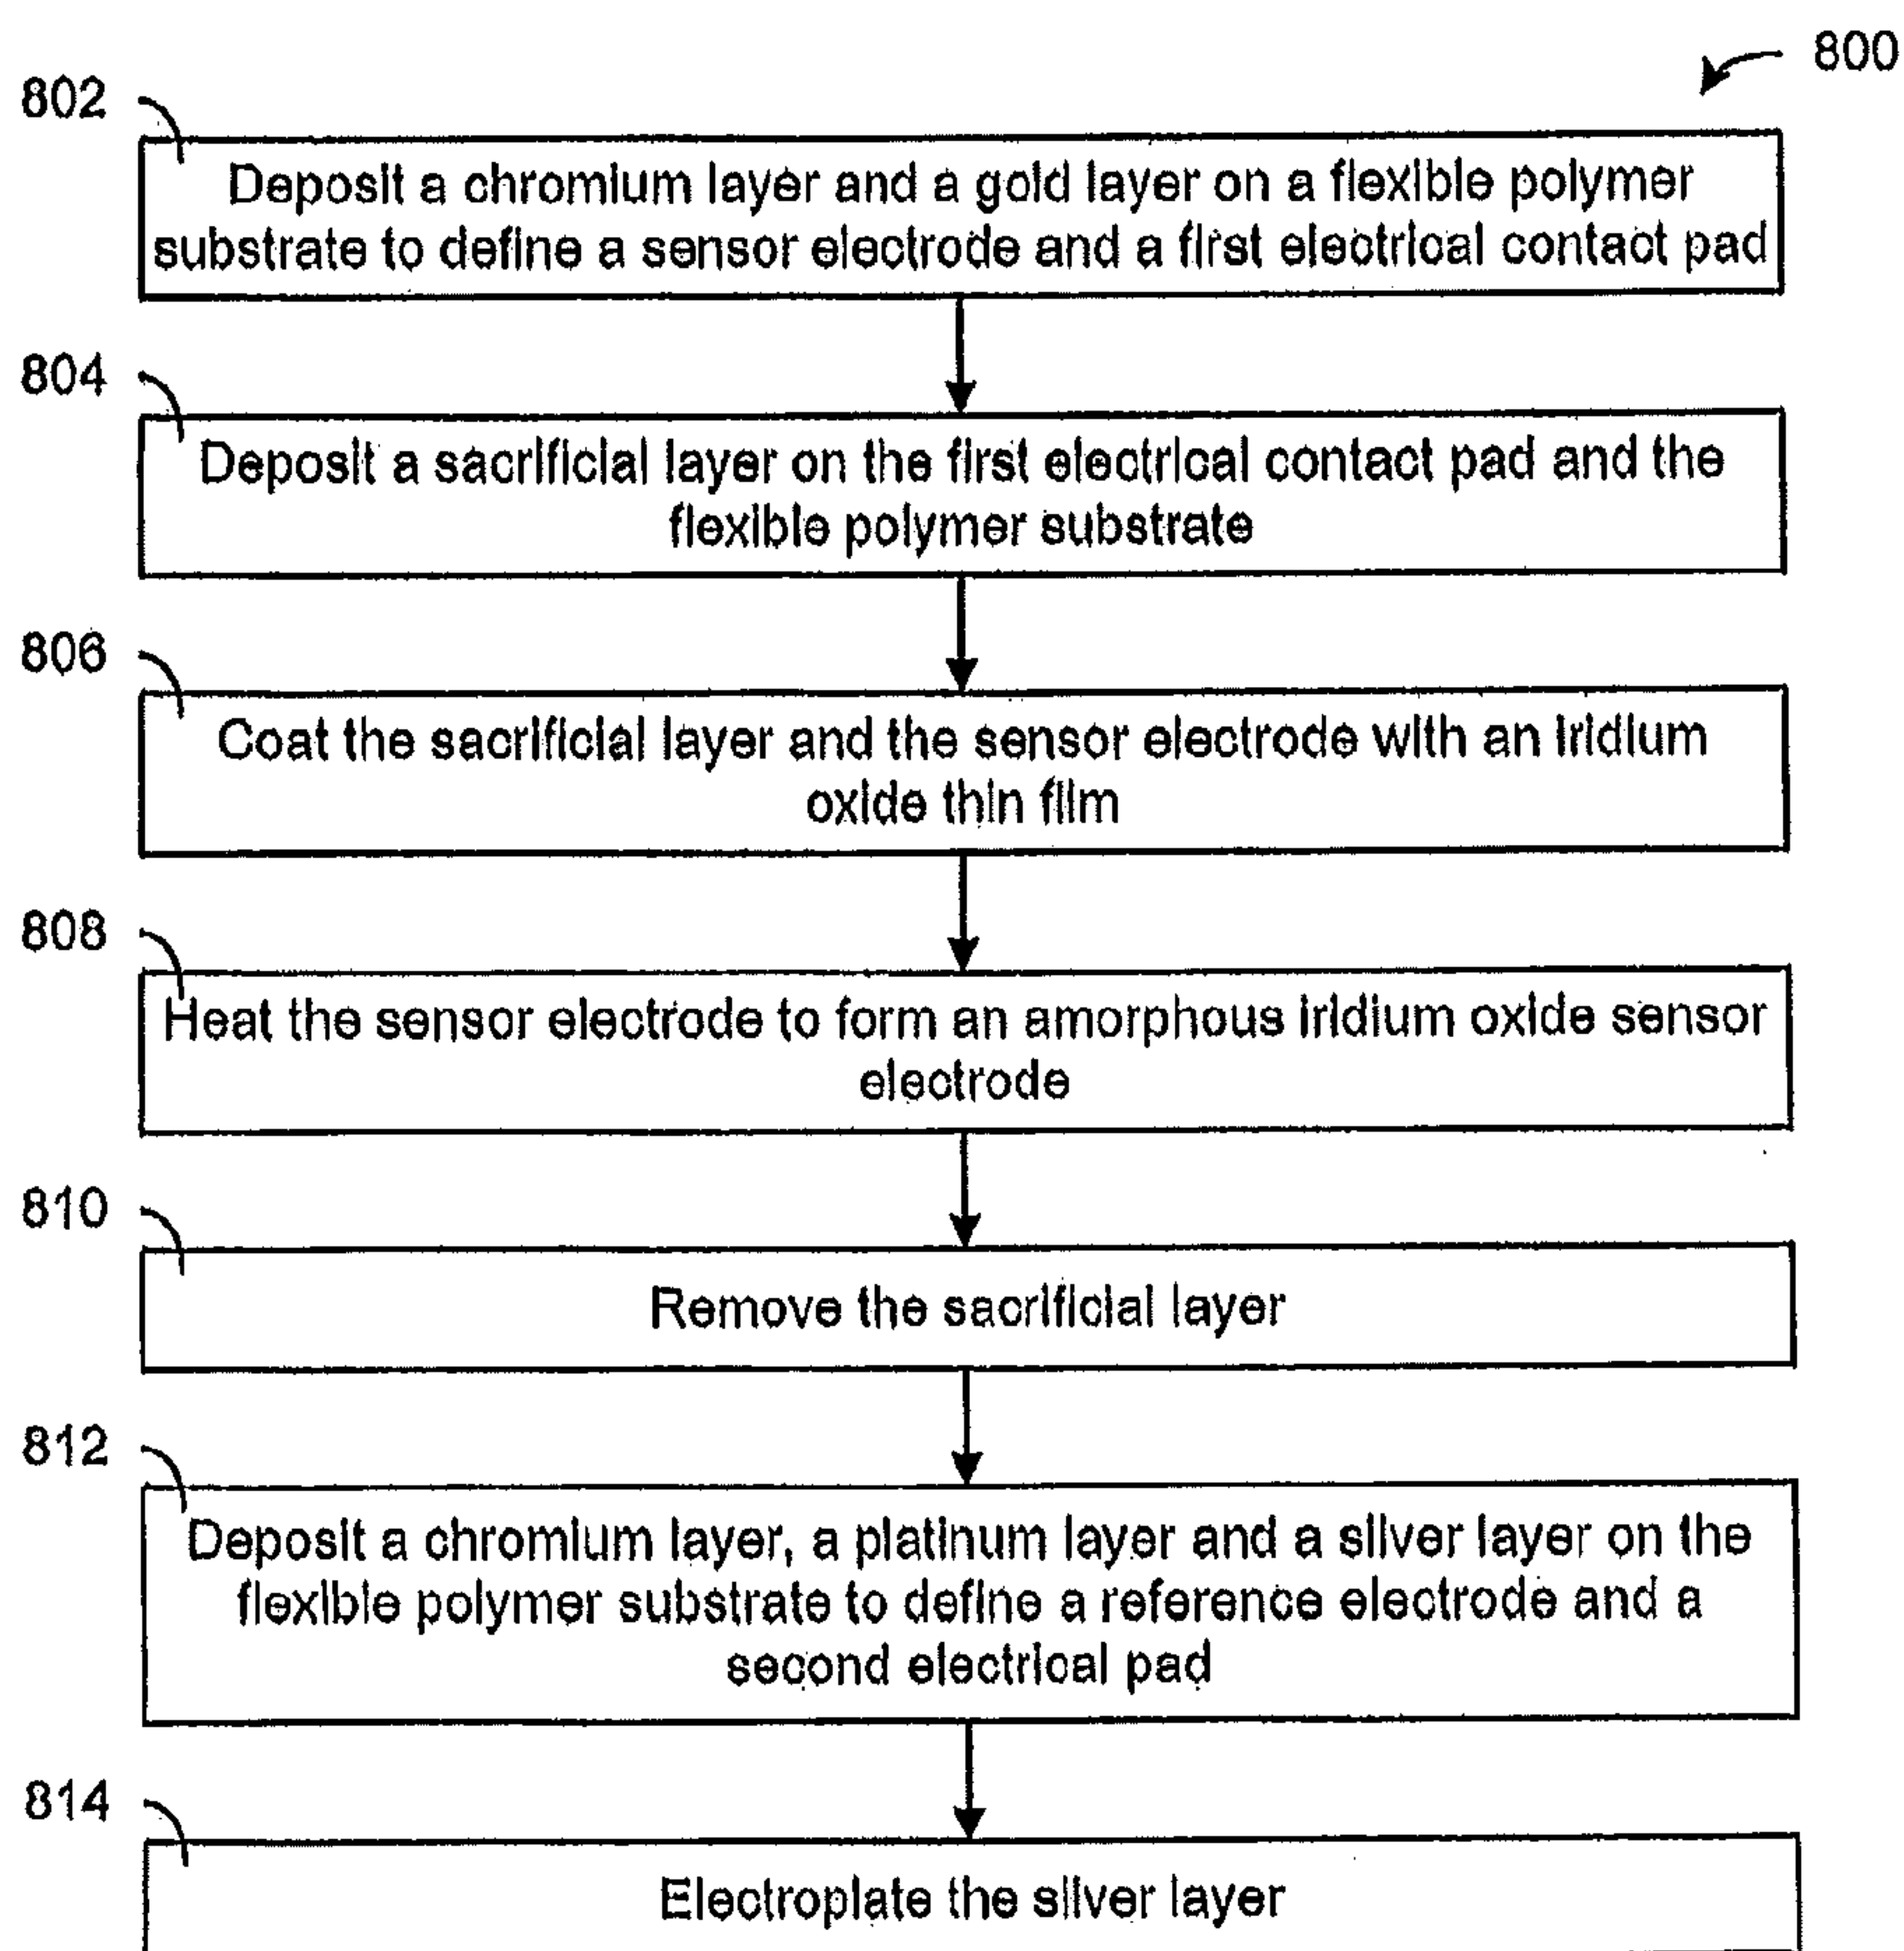 800
802
Deposit a chromium layer and a gold layer on a flexible polymer
substrate to define a sensor electrode and a first electrical contact pad
804
Deposit a sacrificial layer on the first electrical contact pad and the
flexible polymer substrate
806
Coat the sacrificial layer and the sensor electrode with an iridium
oxide thin film
808
Heat the sensor electrode to form an amorphous iridium oxide sensor
electrode
810
Remove the sacrificial layer
812
Deposit a chromium layer, a platinum layer and a silver layer on the
flexible polymer substrate to define a reference electrode and a
second electrical pad
814
Electroplate the silver layer